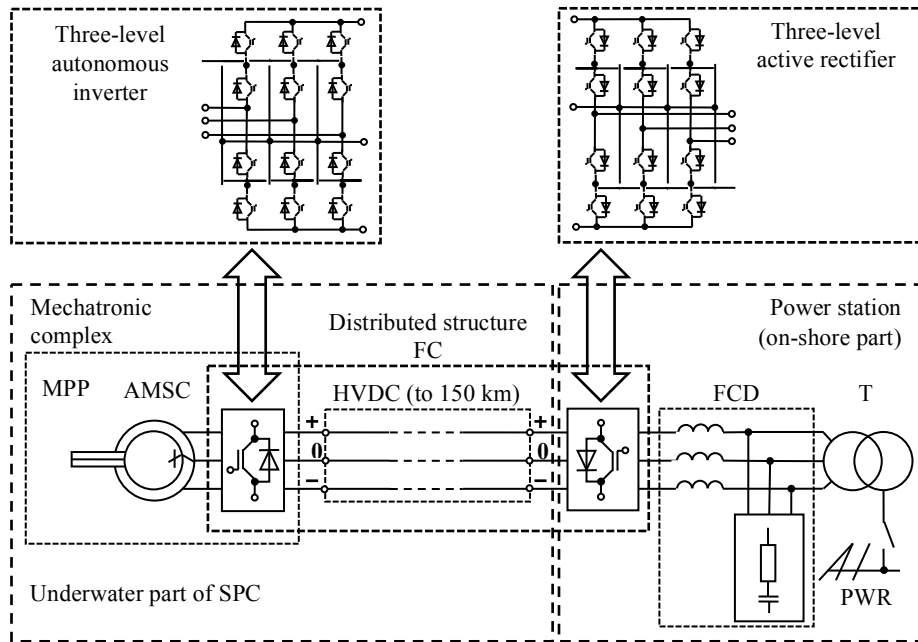 Three-level
autonomous
inverter
Three-level
active rectifier
Mechatronic
complex
Distributed structure
FC
Power station
(on-shore part)
MPP
AMSC
HVDC (to 150 km)
FCD
T
+
0
−
+
0
−
Underwater part of SPC
PWR